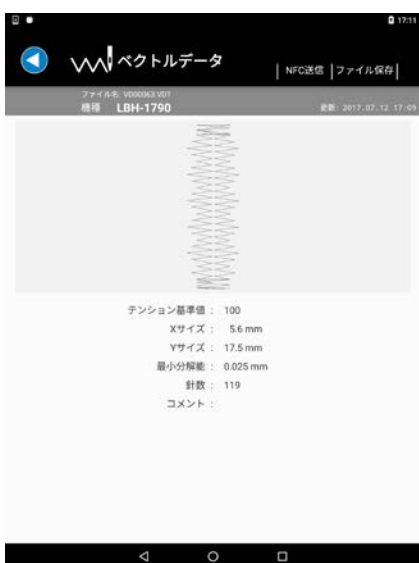 17:11
ベクトルデータ
NFC送信 ファイル保存
ファイル名: VD00063.VDT
機種 LBH-1790 更新: 2017.07.12 17:09
テンション基準値 : 100
Xサイズ : 5.6 mm
Yサイズ : 17.5 mm
最小分解能 : 0.025 mm
針数 : 119
コメント :